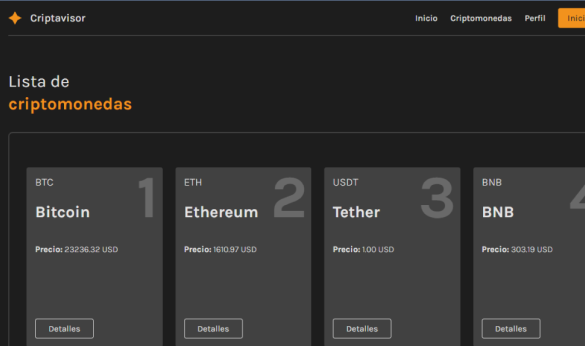 Criptavisor
Inicio Criptomonedas Perfil Inici
Lista de
criptomonedas
BTC 1
Bitcoin
Precio: 23236.32 USD
Detalles
ETH 2
Ethereum
Precio: 1610.97 USD
Detalles
USDT 3
Tether
Precio: 1.00 USD
Detalles
BNB 4
BNB
Precio: 303.19 USD
Detalles